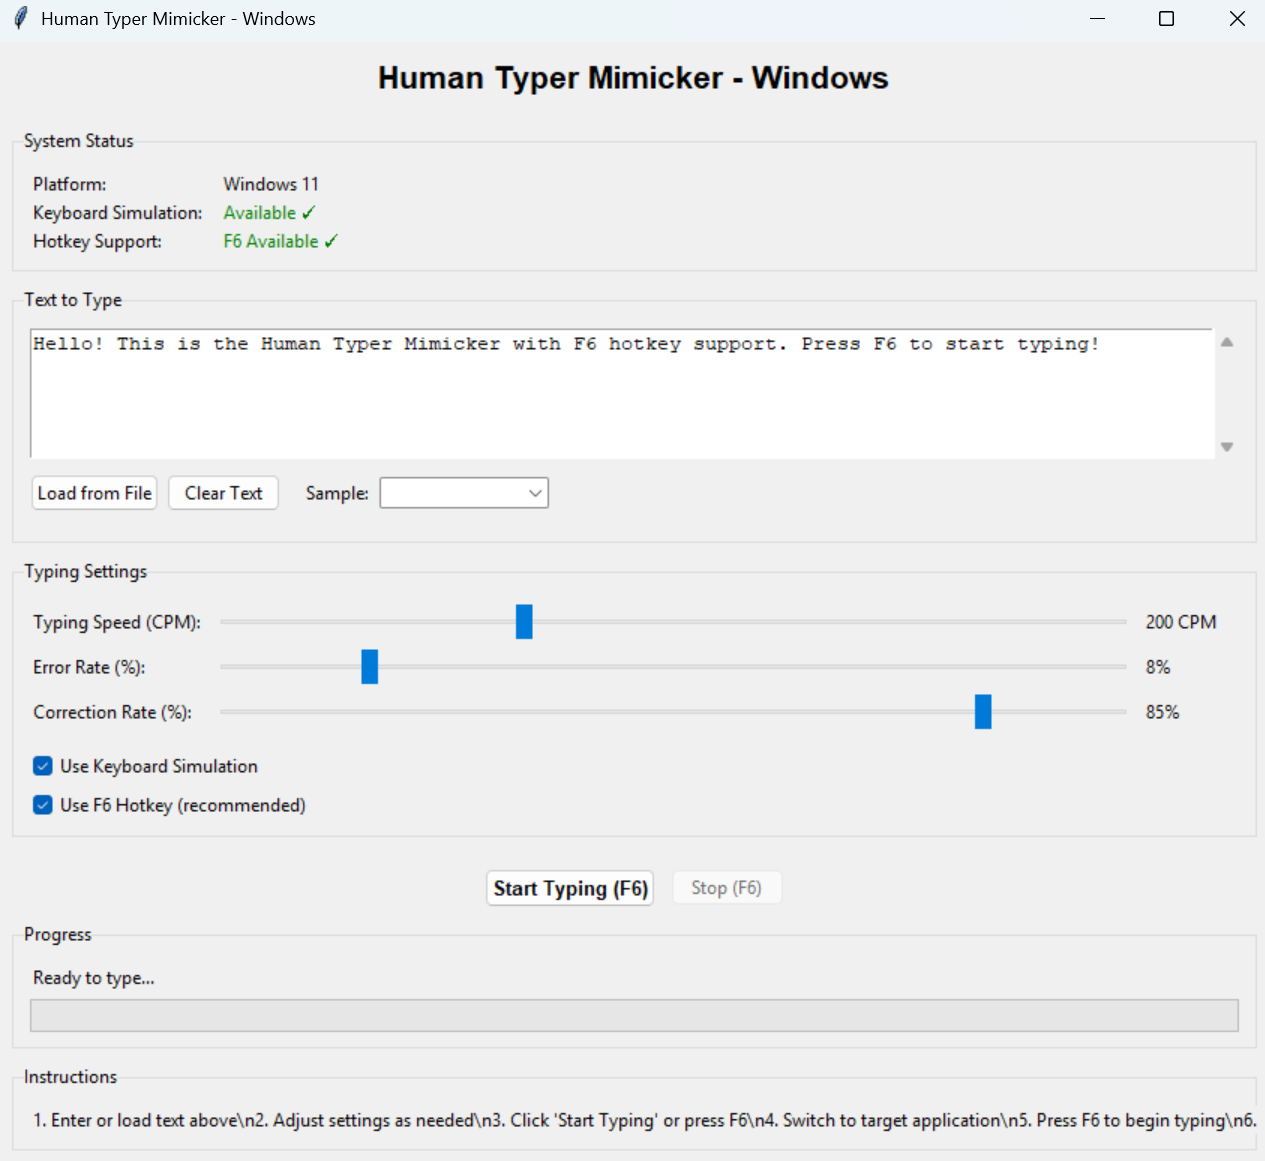 Human Typer Mimicker - Windows
Human Typer Mimicker - Windows
System Status
Platform: Windows 11
Keyboard Simulation: Available ✓
Hotkey Support: F6 Available ✓
Text to Type
Hello! This is the Human Typer Mimicker with F6 hotkey support. Press F6 to start typing!
Load from File Clear Text Sample:
Typing Settings
Typing Speed (CPM): 200 CPM
Error Rate (%): 8%
Correction Rate (%): 85%
Use Keyboard Simulation
Use F6 Hotkey (recommended)
Start Typing (F6) Stop (F6)
Progress
Ready to type...
Instructions
1. Enter or load text above\n2. Adjust settings as needed\n3. Click 'Start Typing' or press F6\n4. Switch to target application\n5. Press F6 to begin typing\n6.